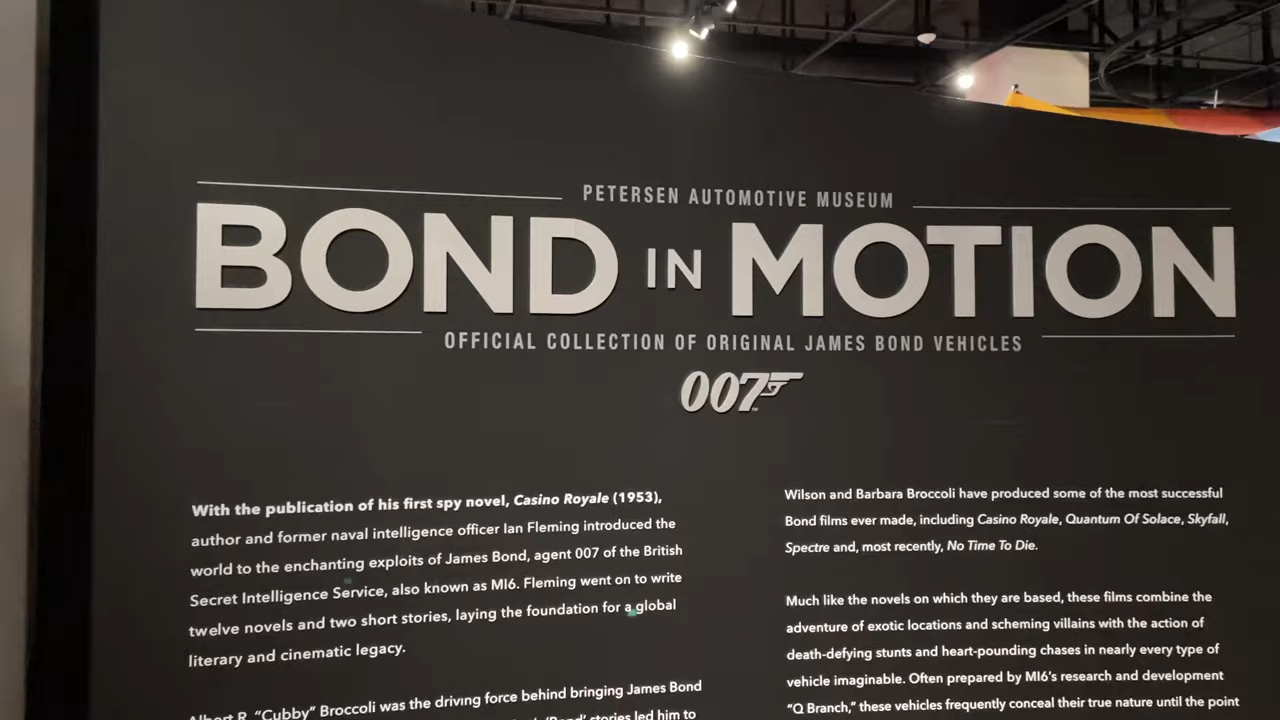 PETERSEN AUTOMOTIVE MUSEUM
BOND IN MOTION
OFFICIAL COLLECTION OF ORIGINAL JAMES BOND VEHICLES
007
With the publication of his first spy novel, Casino Royale (1953),
author and former naval intelligence officer Ian Fleming introduced the
world to the enchanting exploits of James Bond, agent 007 of the British
Secret Intelligence Service, also known as MI6. Fleming went on to write
twelve novels and two short stories, laying the foundation for a global
literary and cinematic legacy.
Albert R. “Cubby” Broccoli was the driving force behind bringing James Bond
‘Bond’ stories led him to
Wilson and Barbara Broccoli have produced some of the most successful
Bond films ever made, including Casino Royale, Quantum Of Solace, Skyfall,
Spectre and, most recently, No Time To Die.
Much like the novels on which they are based, these films combine the
adventure of exotic locations and scheming villains with the action of
death-defying stunts and heart-pounding chases in nearly every type of
vehicle imaginable. Often prepared by MI6’s research and development
“Q Branch,” these vehicles frequently conceal their true nature until the point